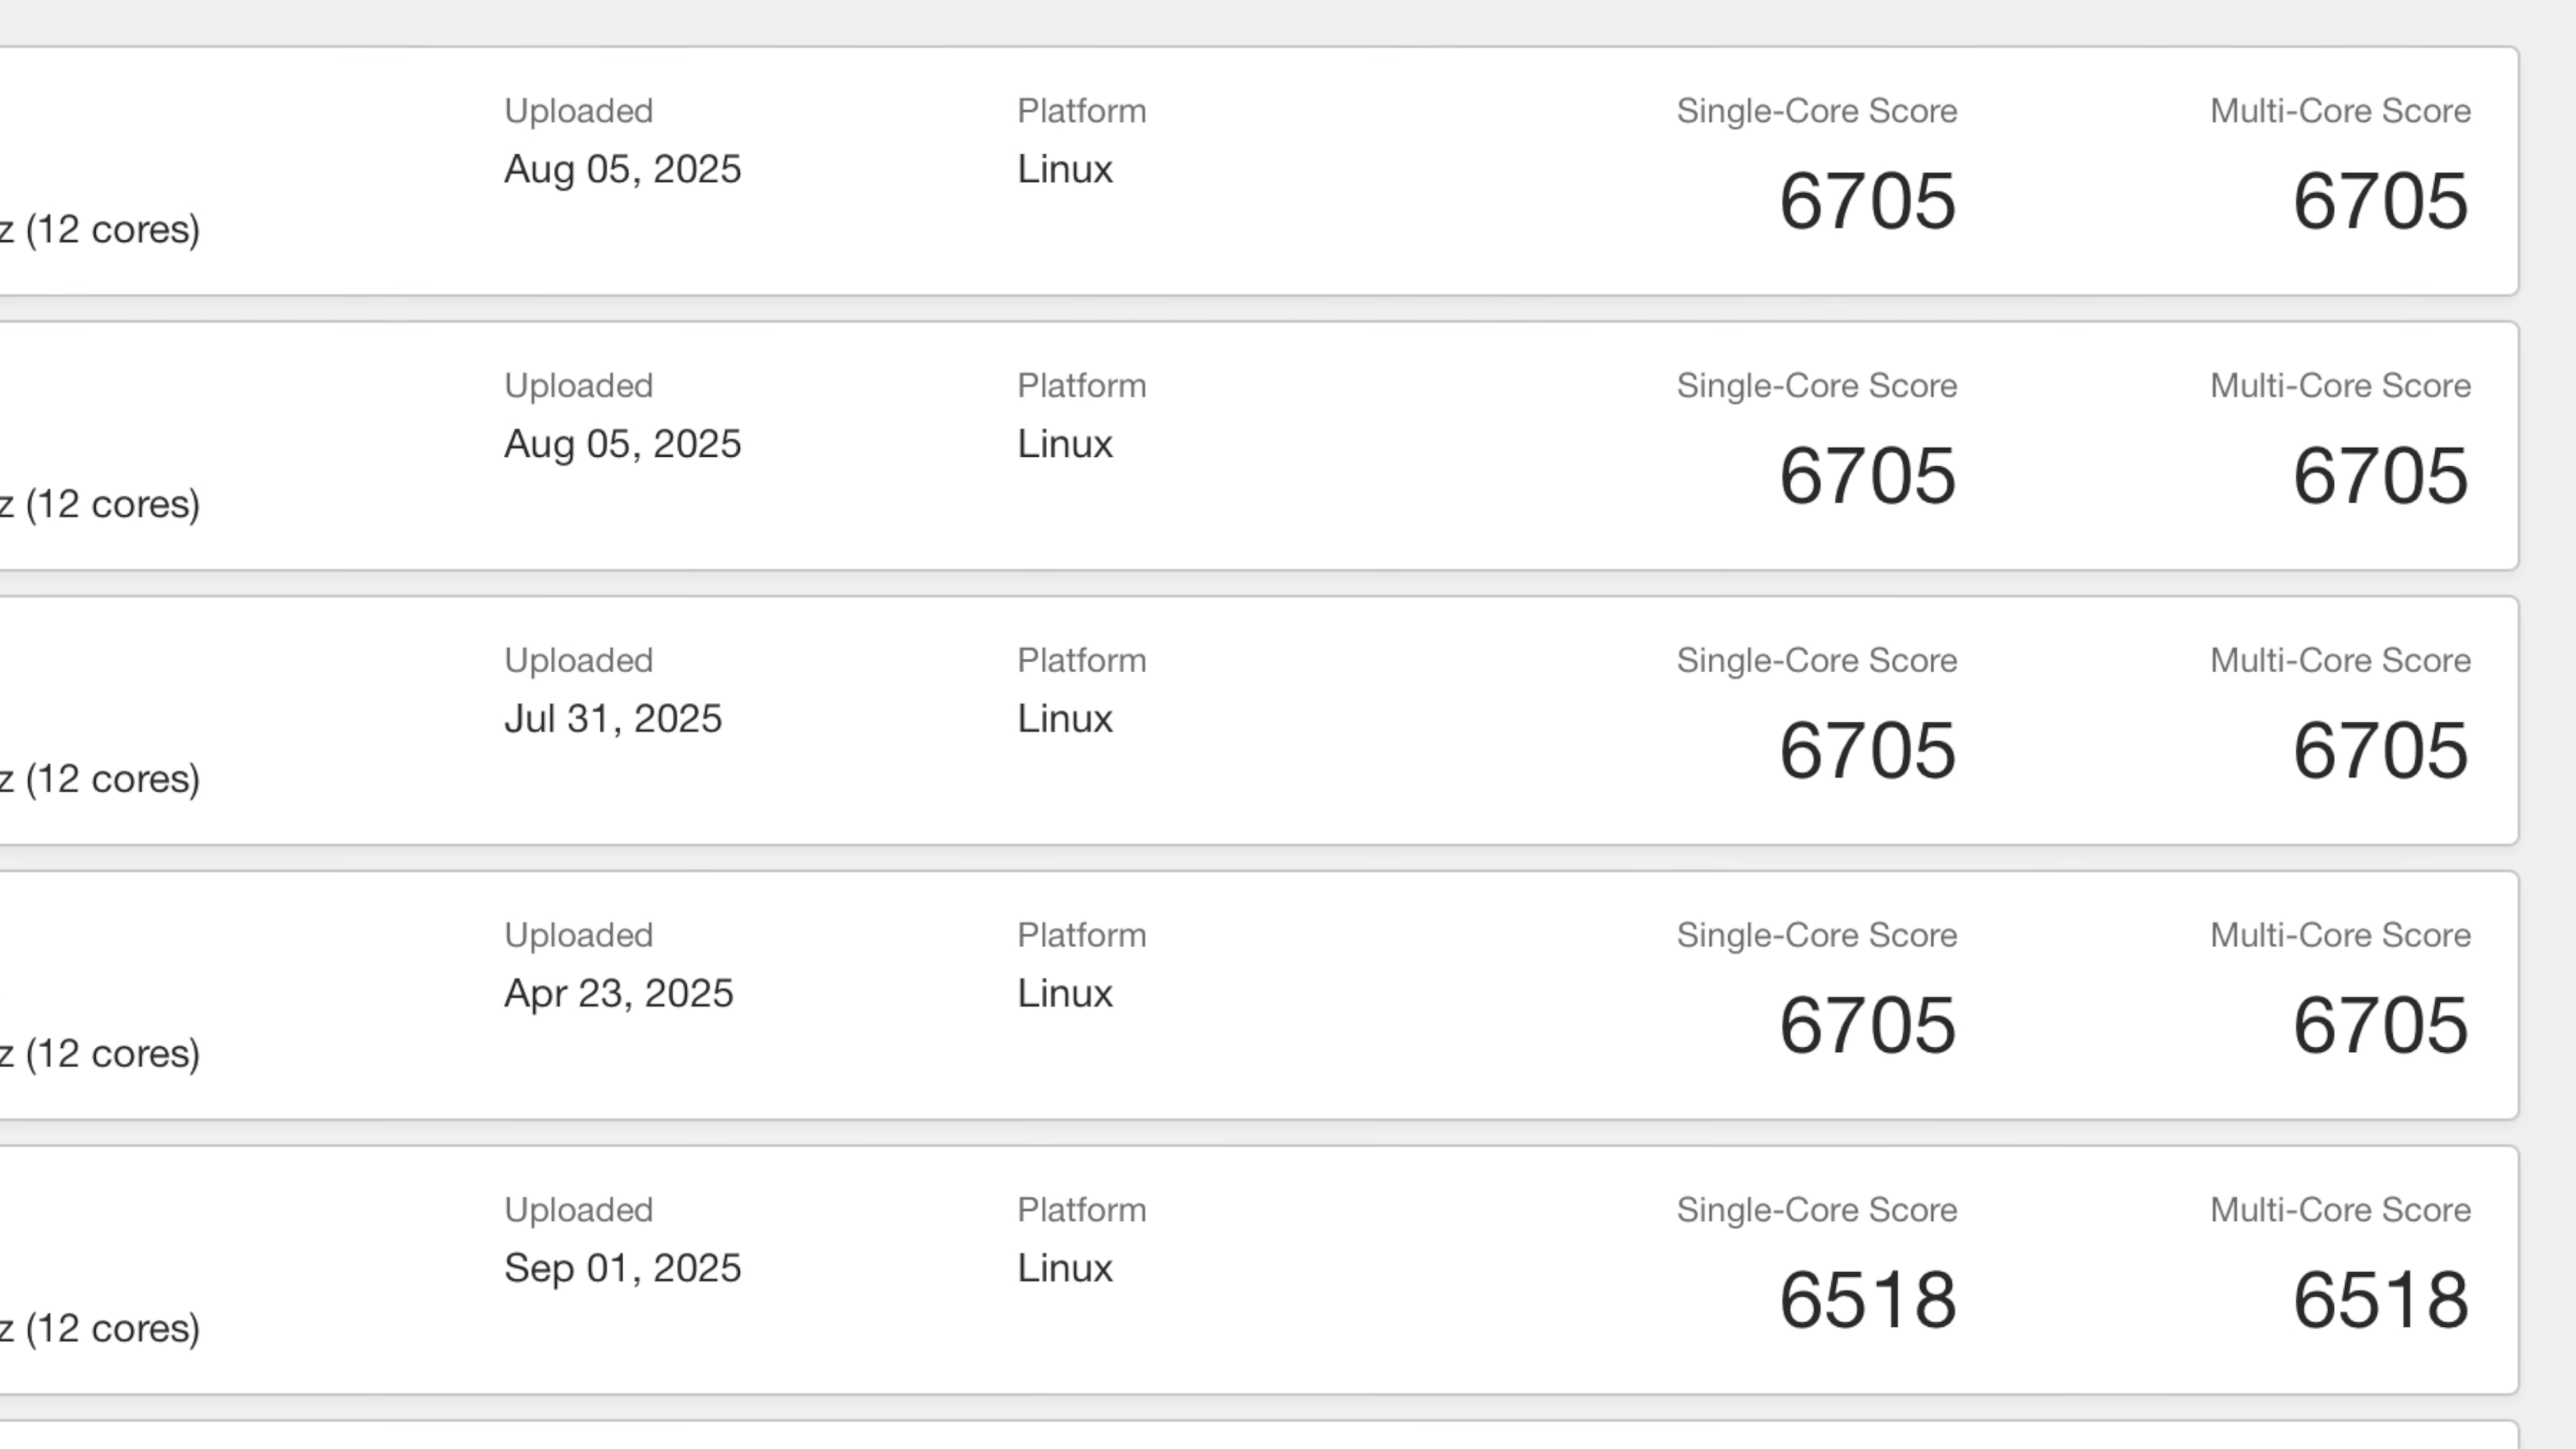 Uploaded Platform Single-Core Score Multi-Core Score
Aug 05, 2025 Linux 6705 6705
z (12 cores)
Uploaded Platform Single-Core Score Multi-Core Score
Aug 05, 2025 Linux 6705 6705
z (12 cores)
Uploaded Platform Single-Core Score Multi-Core Score
Jul 31, 2025 Linux 6705 6705
z (12 cores)
Uploaded Platform Single-Core Score Multi-Core Score
Apr 23, 2025 Linux 6705 6705
z (12 cores)
Uploaded Platform Single-Core Score Multi-Core Score
Sep 01, 2025 Linux 6518 6518
z (12 cores)